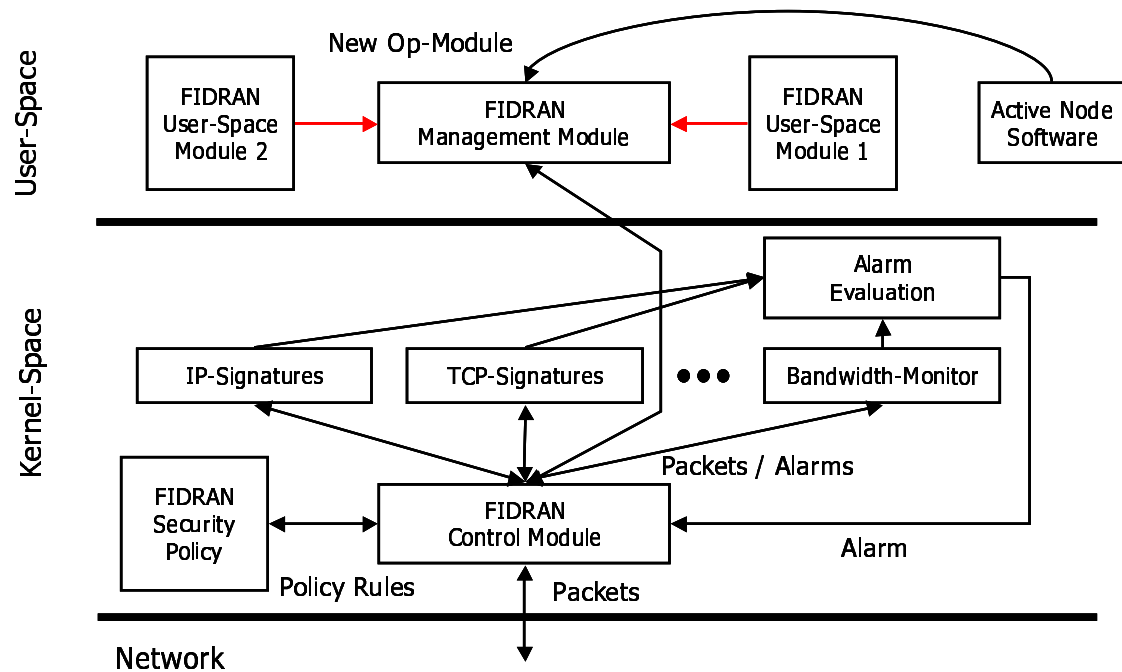 New Op-Module
User-Space
FIDRAN
User-Space
Module 2
FIDRAN
Management Module
FIDRAN
User-Space
Module 1
Active Node
Software
Kernel-Space
Alarm
Evaluation
IP-Signatures
TCP-Signatures
Bandwidth-Monitor
Packets / Alarms
FIDRAN
Security
Policy
FIDRAN
Control Module
Alarm
Policy Rules
Packets
Network